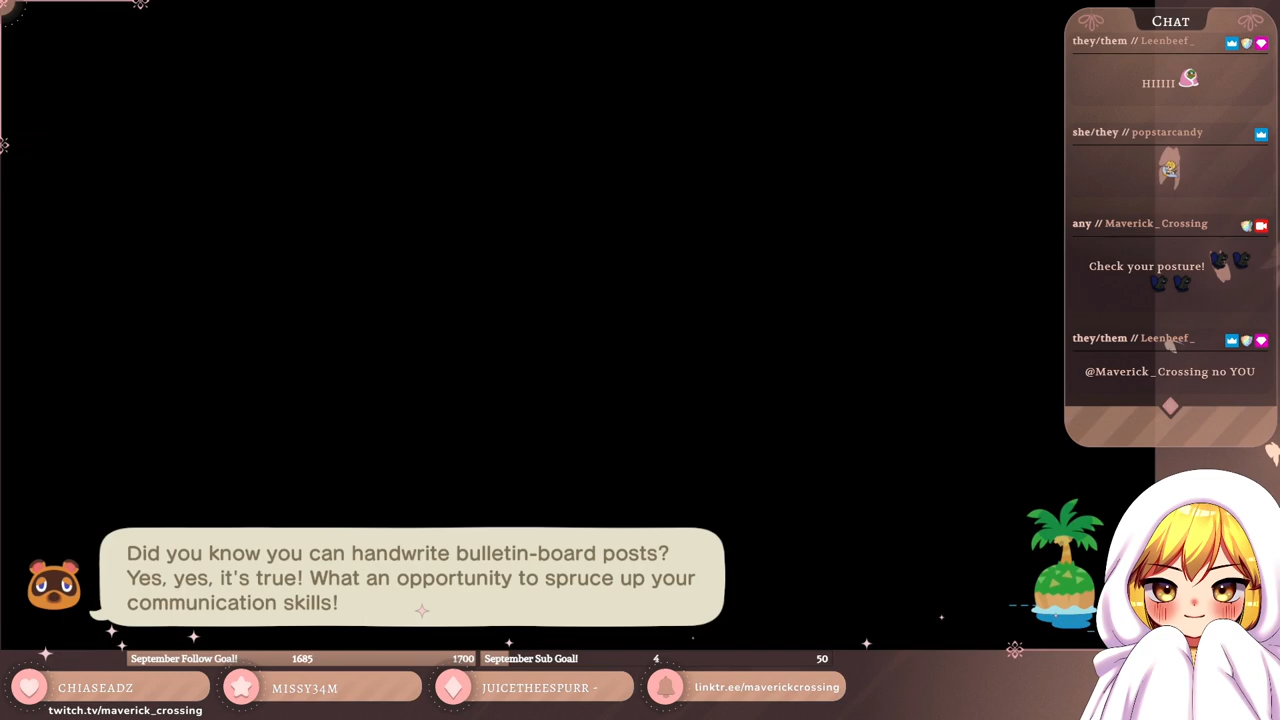 Chat
they/them // Leenbeef_
HIIIII
she/they // popstarcandy
any // Maverick_Crossing
Check your posture!
they/them // Leenbeef_
@Maverick_Crossing no YOU
Did you know you can handwrite bulletin-board posts?
Yes, yes, it's true! What an opportunity to spruce up your
communication skills!
September Follow Goal! 1685 1700 September Sub Goal! 4 50
CHIASEADZ MISSY34M JUICETHEESPURR - linktr.ee/maverickcrossing
twitch.tv/maverick_crossing